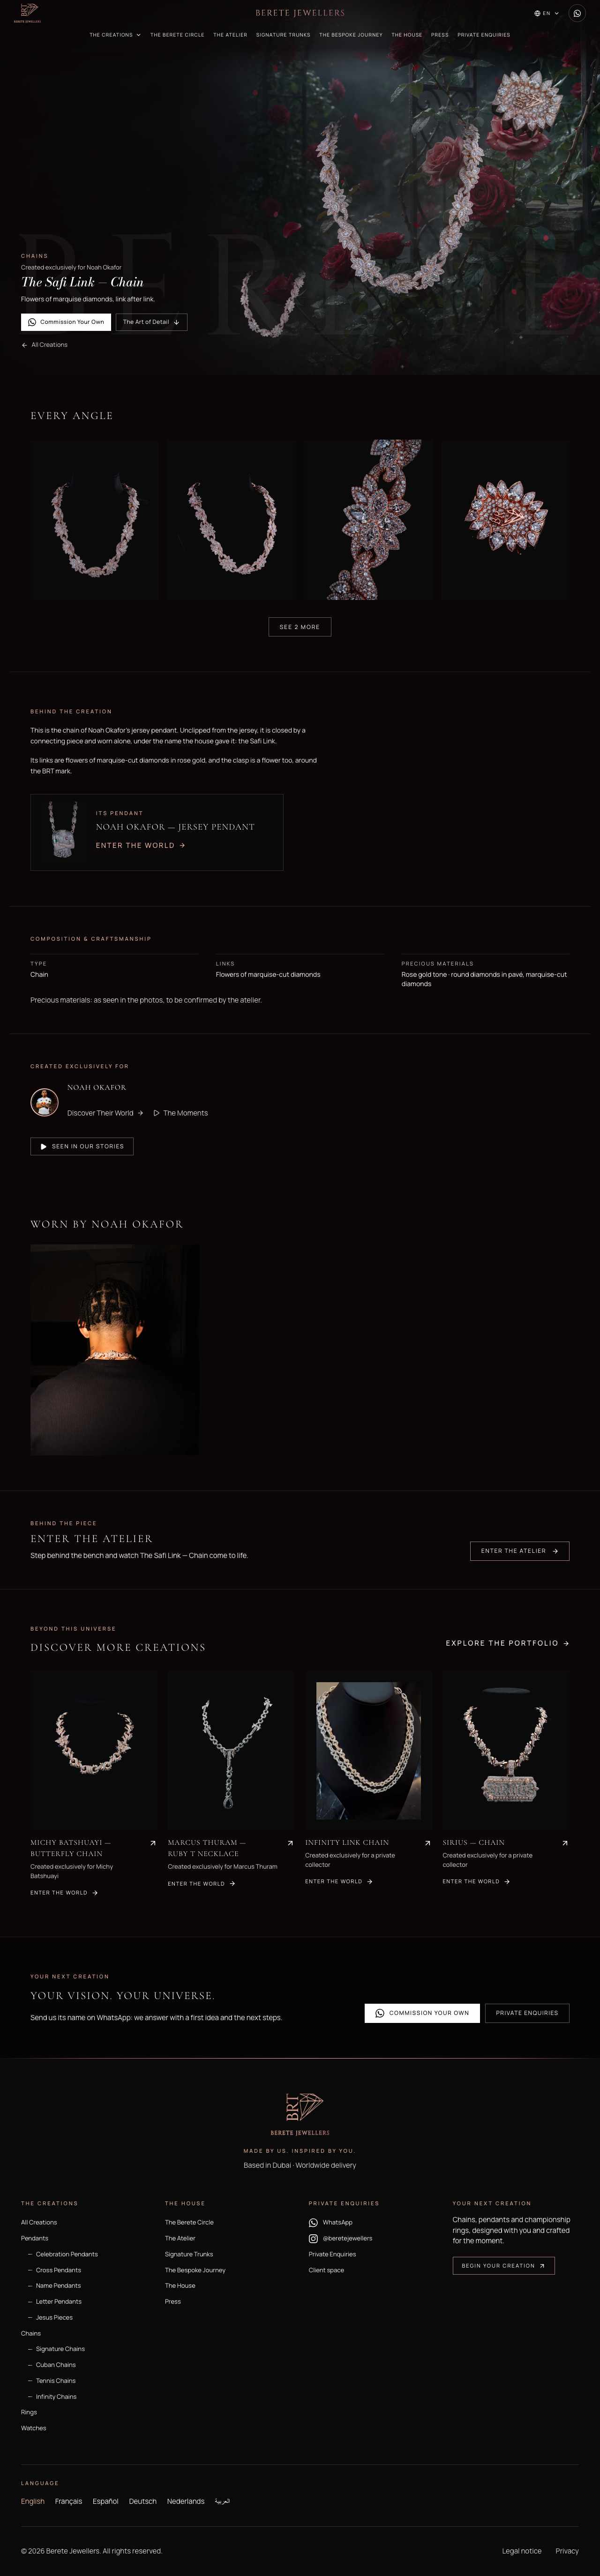 BERETE JEWELLERS
BERETE JEWELLERS
EN
THE CREATIONS
THE BERETE CIRCLE
THE ATELIER
SIGNATURE TRUNKS
THE BESPOKE JOURNEY
THE HOUSE
PRESS
PRIVATE ENQUIRIES
BER
CHAINS
Created exclusively for Noah Okafor
The Safi Link — Chain
Flowers of marquise diamonds, link after link.
Commission Your Own
The Art of Detail
All Creations
EVERY ANGLE
SEE 2 MORE
BEHIND THE CREATION
This is the chain of Noah Okafor's jersey pendant. Unclipped from the jersey, it is closed by a
connecting piece and worn alone, under the name the house gave it: the Safi Link.
Its links are flowers of marquise-cut diamonds in rose gold, and the clasp is a flower too, around
the BRT mark.
ITS PENDANT
NOAH OKAFOR — JERSEY PENDANT
ENTER THE WORLD
COMPOSITION & CRAFTSMANSHIP
TYPE
Chain
LINKS
Flowers of marquise-cut diamonds
PRECIOUS MATERIALS
Rose gold tone · round diamonds in pavé, marquise-cut
diamonds
Precious materials: as seen in the photos, to be confirmed by the atelier.
CREATED EXCLUSIVELY FOR
NOAH OKAFOR
Discover Their World
The Moments
SEEN IN OUR STORIES
WORN BY NOAH OKAFOR
BEHIND THE PIECE
ENTER THE ATELIER
Step behind the bench and watch The Safi Link — Chain come to life.
ENTER THE ATELIER
BEYOND THIS UNIVERSE
DISCOVER MORE CREATIONS
EXPLORE THE PORTFOLIO
MICHY BATSHUAYI —
BUTTERFLY CHAIN
Created exclusively for Michy
Batshuayi
ENTER THE WORLD
MARCUS THURAM —
RUBY T NECKLACE
Created exclusively for Marcus Thuram
ENTER THE WORLD
INFINITY LINK CHAIN
Created exclusively for a private
collector
ENTER THE WORLD
SIRIUS — CHAIN
Created exclusively for a private
collector
ENTER THE WORLD
YOUR NEXT CREATION
YOUR VISION. YOUR UNIVERSE.
Send us its name on WhatsApp: we answer with a first idea and the next steps.
COMMISSION YOUR OWN
PRIVATE ENQUIRIES
BRT
BERETE JEWELLERS
MADE BY US. INSPIRED BY YOU.
Based in Dubai · Worldwide delivery
THE CREATIONS
All Creations
Pendants
— Celebration Pendants
— Cross Pendants
— Name Pendants
— Letter Pendants
— Jesus Pieces
Chains
— Signature Chains
— Cuban Chains
— Tennis Chains
— Infinity Chains
Rings
Watches
THE HOUSE
The Berete Circle
The Atelier
Signature Trunks
The Bespoke Journey
The House
Press
PRIVATE ENQUIRIES
WhatsApp
@beretejewellers
Private Enquiries
Client space
YOUR NEXT CREATION
Chains, pendants and championship
rings, designed with you and crafted
for the moment.
BEGIN YOUR CREATION
LANGUAGE
English
Français
Español
Deutsch
Nederlands
العربية
© 2026 Berete Jewellers. All rights reserved.
Legal notice
Privacy